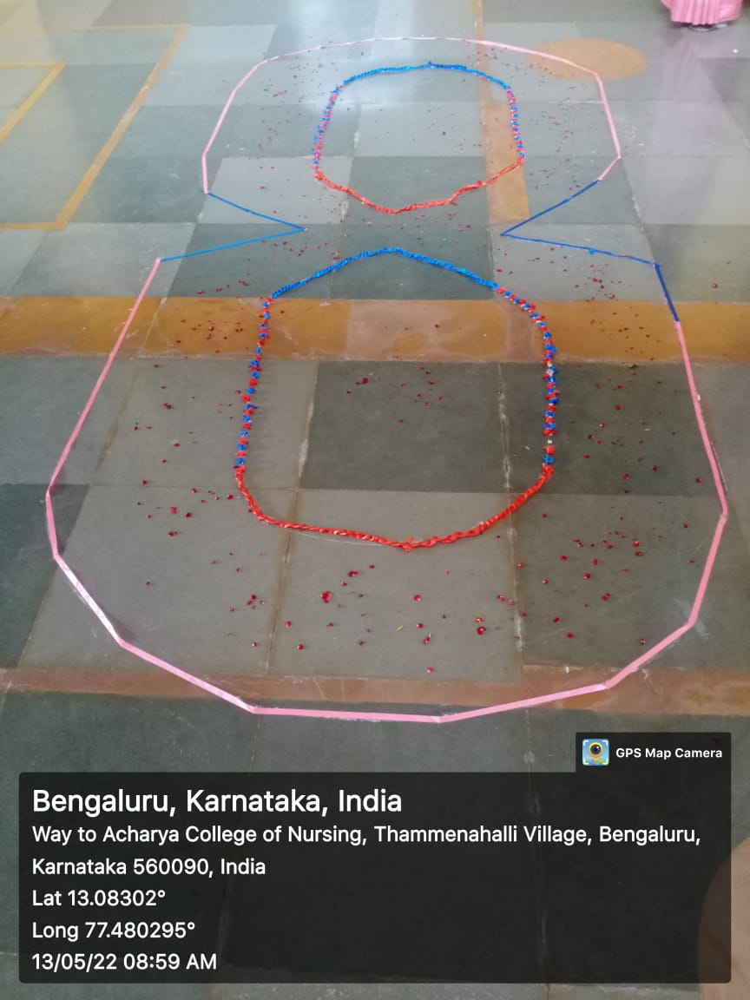 GPS Map Camera
Bengaluru, Karnataka, India
Way to Acharya College of Nursing, Thammenahalli Village, Bengaluru,
Karnataka 560090, India
Lat 13.08302°
Long 77.480295°
13/05/22 08:59 AM